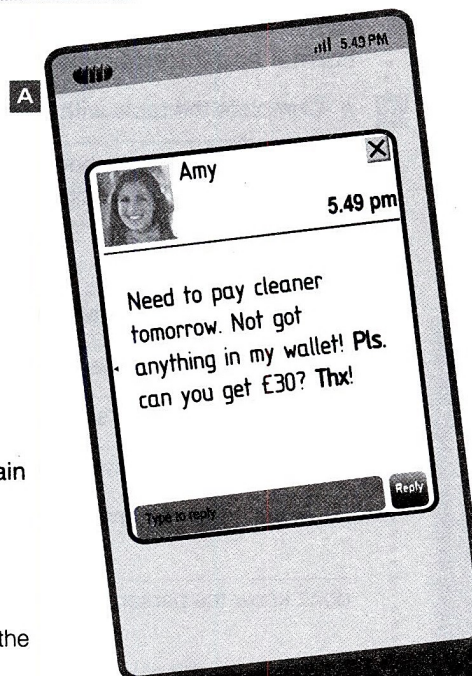 5.49 PM
A
Amy
5.49 pm
Need to pay cleaner
tomorrow. Not got
anything in my wallet! Pls.
can you get £30? Thx!
ain
Type to reply
Reply
the